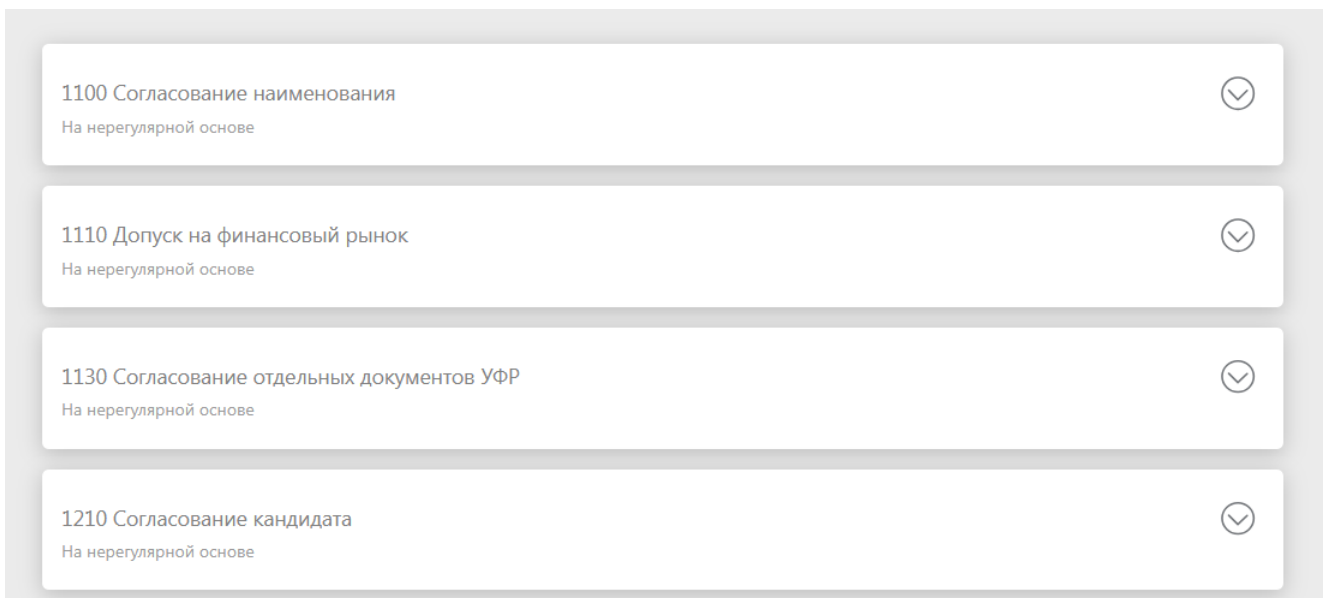 1100 Согласование наименования
На нерегулярной основе
1110 Допуск на финансовый рынок
На нерегулярной основе
1130 Согласование отдельных документов УФР
На нерегулярной основе
1210 Согласование кандидата
На нерегулярной основе